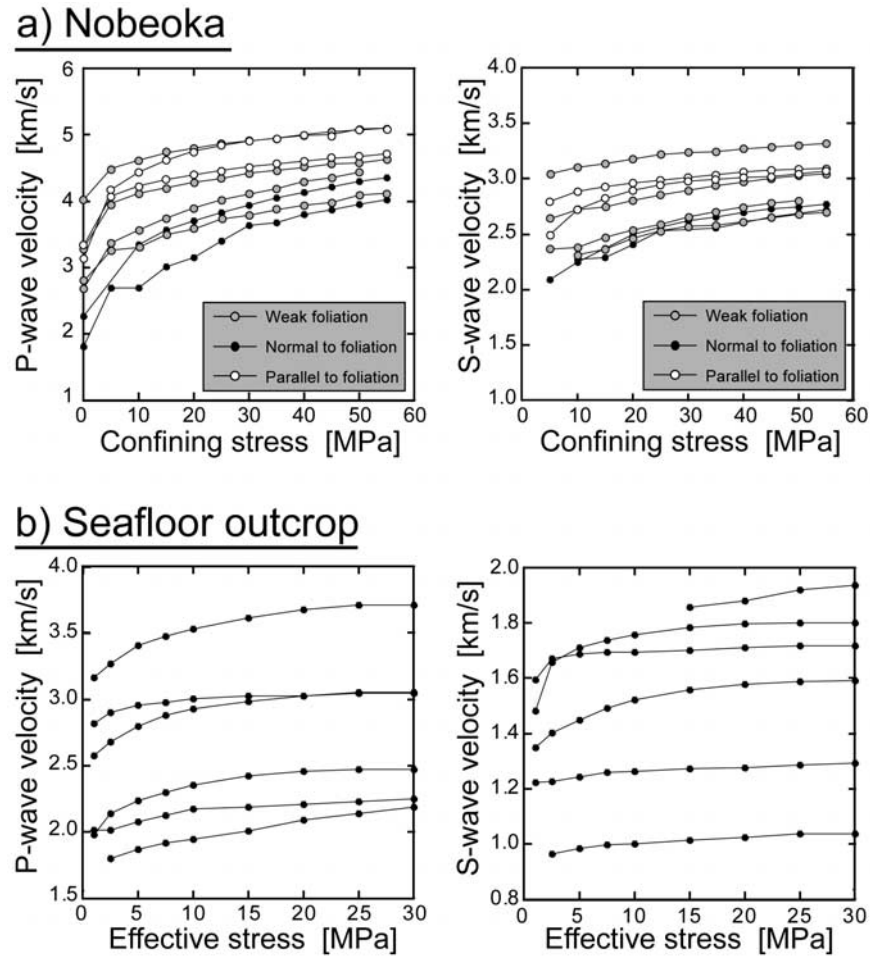 a) Nobeoka
P-wave velocity [km/s]
6
5
4
3
2
1
Weak foliation
Normal to foliation
Parallel to foliation
0 10 20 30 40 50 60
Confining stress [MPa]
S-wave velocity [km/s]
4.0
3.5
3.0
2.5
2.0
1.5
1.0
Weak foliation
Normal to foliation
Parallel to foliation
0 10 20 30 40 50 60
Confining stress [MPa]
b) Seafloor outcrop
P-wave velocity [km/s]
4.0
3.5
3.0
2.5
2.0
1.5
0 5 10 15 20 25 30
Effective stress [MPa]
S-wave velocity [km/s]
2.0
1.8
1.6
1.4
1.2
1.0
0.8
0 5 10 15 20 25 30
Effective stress [MPa]